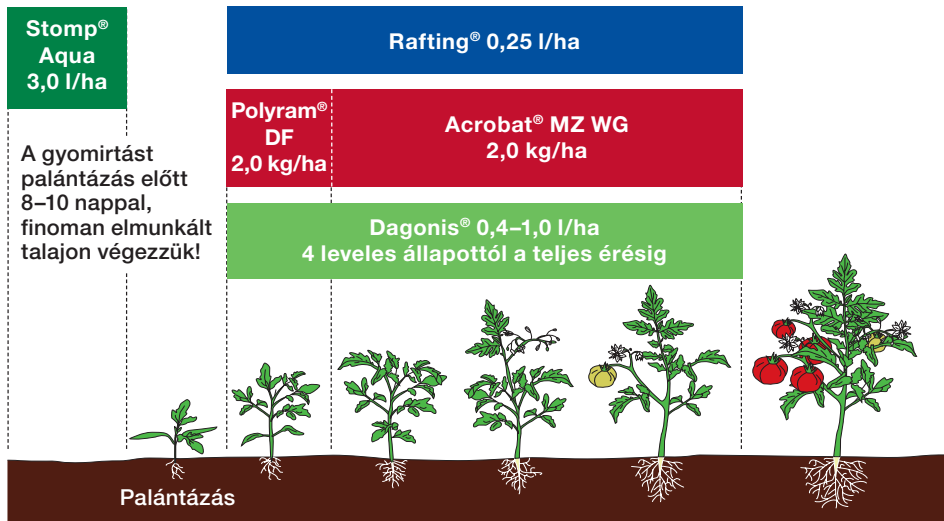 Stomp®
Aqua
3,0 l/ha
A gyomirtást
palántázás előtt
8–10 nappal,
finoman elmunkált
talajon végezzük!
Rafting® 0,25 l/ha
Polyram®
DF
2,0 kg/ha
Acrobat® MZ WG
2,0 kg/ha
Dagonis® 0,4–1,0 l/ha
4 leveles állapottól a teljes érésig
Palántázás